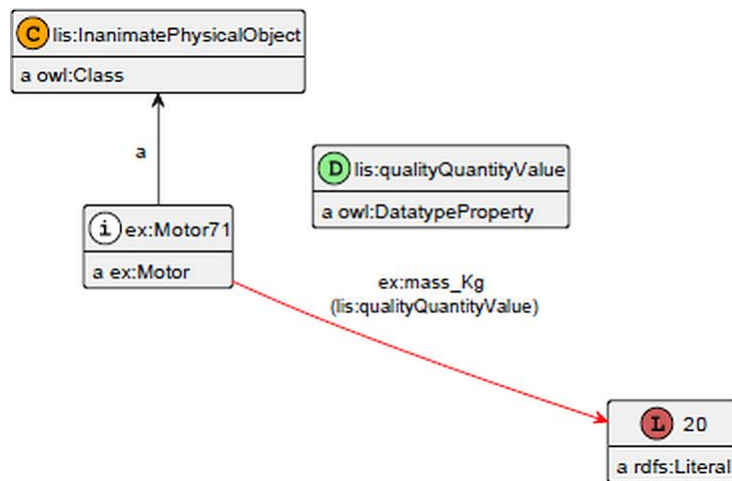 C lis:InanimatePhysicalObject
a owl:Class
a
D lis:qualityQuantityValue
a owl:DatatypeProperty
i ex:Motor71
a ex:Motor
ex:mass_Kg
(lis:qualityQuantityValue)
L 20
a rdfs:Literal